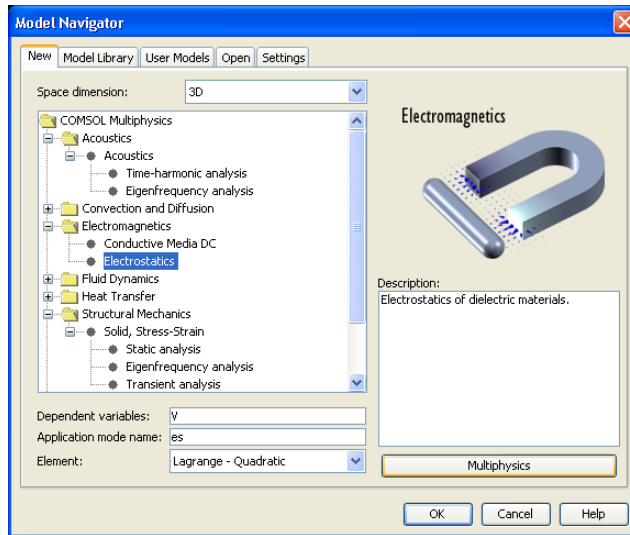 Model Navigator
New Model Library User Models Open Settings
Space dimension: 3D
COMSOL Multiphysics
Acoustics
Acoustics
Time-harmonic analysis
Eigenfrequency analysis
Convection and Diffusion
Electromagnetics
Conductive Media DC
Electrostatics
Fluid Dynamics
Heat Transfer
Structural Mechanics
Solid, Stress-Strain
Static analysis
Eigenfrequency analysis
Transient analysis
Dependent variables: V
Application mode name: es
Element: Lagrange - Quadratic
Electromagnetics
Description:
Electrostatics of dielectric materials.
Multiphysics
OK Cancel Help